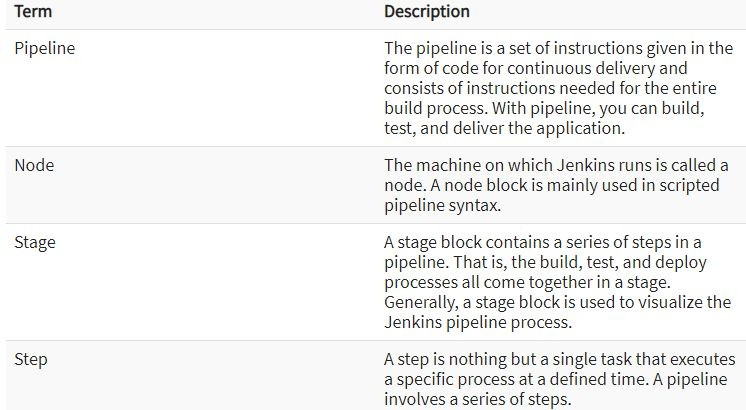 Term Description
Pipeline The pipeline is a set of instructions given in the
form of code for continuous delivery and
consists of instructions needed for the entire
build process. With pipeline, you can build,
test, and deliver the application.
Node The machine on which Jenkins runs is called a
node. A node block is mainly used in scripted
pipeline syntax.
Stage A stage block contains a series of steps in a
pipeline. That is, the build, test, and deploy
processes all come together in a stage.
Generally, a stage block is used to visualize the
Jenkins pipeline process.
Step A step is nothing but a single task that executes
a specific process at a defined time. A pipeline
involves a series of steps.